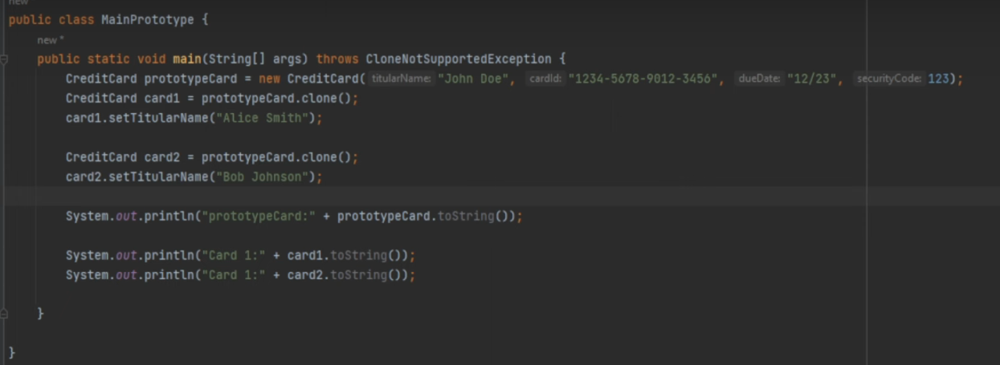 new
public class MainPrototype {
new *
public static void main(String[] args) throws CloneNotSupportedException {
CreditCard prototypeCard = new CreditCard( titularName: "John Doe", cardId: "1234-5678-9012-3456", dueDate: "12/23", securityCode: 123);
CreditCard card1 = prototypeCard.clone();
card1.setTitularName("Alice Smith");
CreditCard card2 = prototypeCard.clone();
card2.setTitularName("Bob Johnson");
System.out.println("prototypeCard:" + prototypeCard.toString());
System.out.println("Card 1:" + card1.toString());
System.out.println("Card 1:" + card2.toString());
}
}